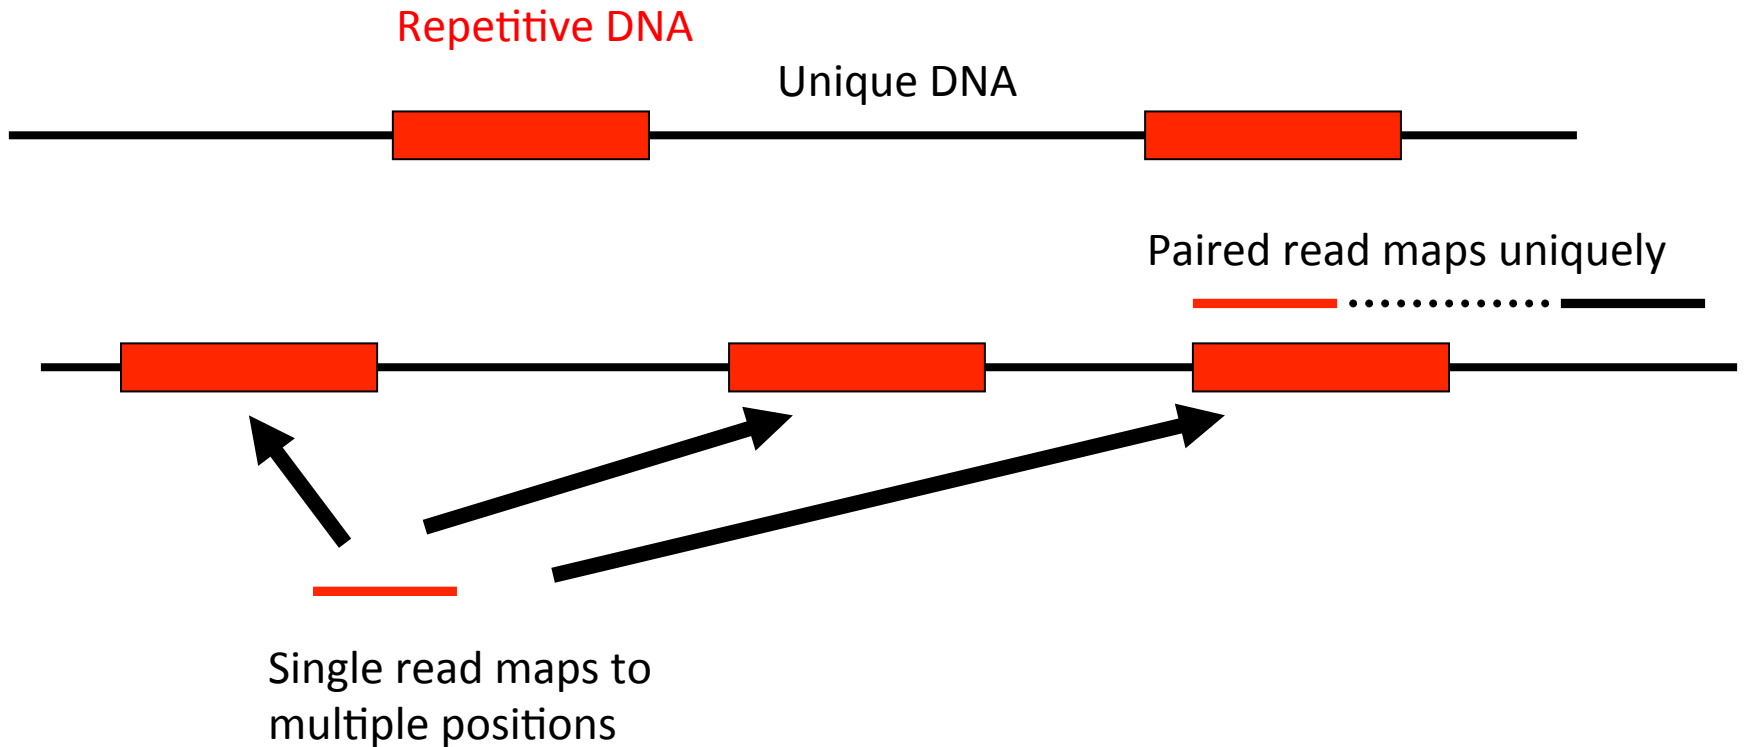 Repetitive DNA
Unique DNA
Paired read maps uniquely
Single read maps to
multiple positions